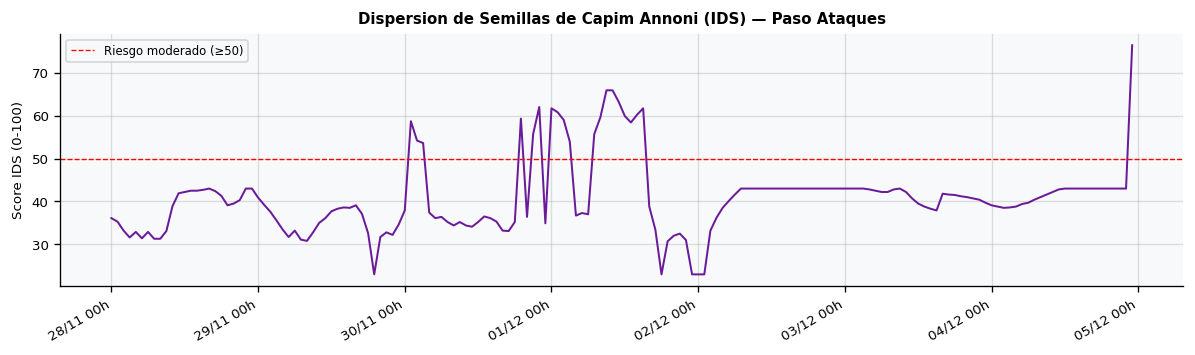 Dispersion de Semillas de Capim Annoni (IDS) — Paso Ataques
Riesgo moderado (≥50)
Score IDS (0-100)
70
60
50
40
30
28/11 00h
29/11 00h
30/11 00h
01/12 00h
02/12 00h
03/12 00h
04/12 00h
05/12 00h